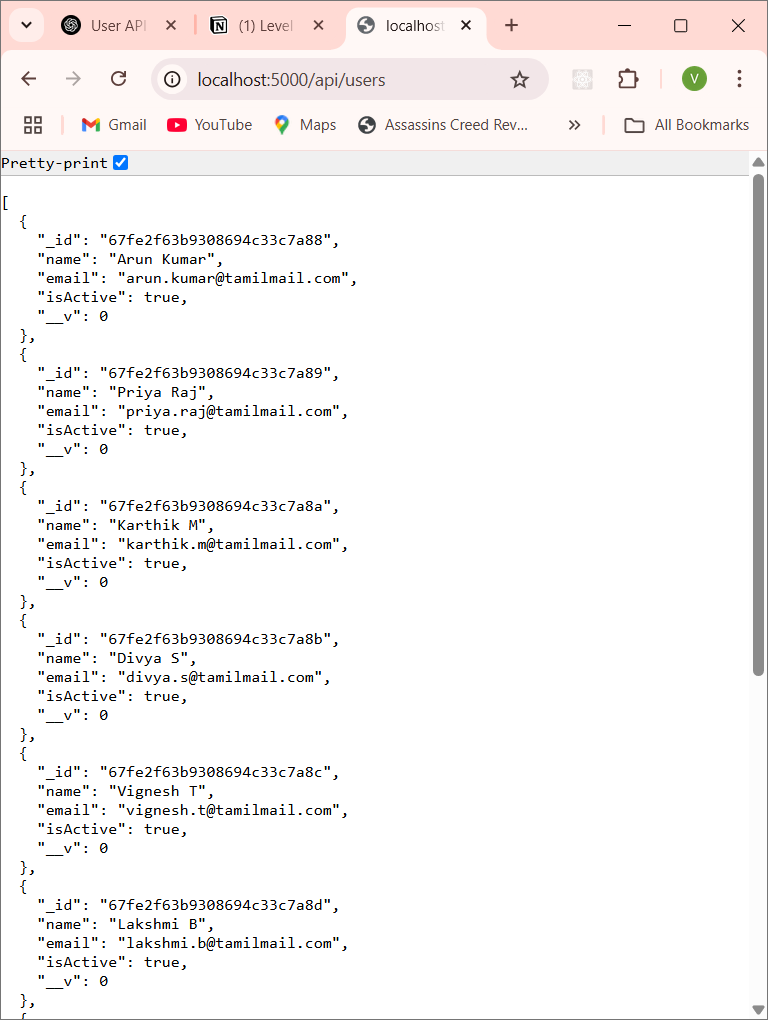 User API
(1) Level
localhost
localhost:5000/api/users
V
Gmail
YouTube
Maps
Assassins Creed Rev...
All Bookmarks
Pretty-print
[
  {
    "_id": "67fe2f63b9308694c33c7a88",
    "name": "Arun Kumar",
    "email": "arun.kumar@tamilmail.com",
    "isActive": true,
    "__v": 0
  },
  {
    "_id": "67fe2f63b9308694c33c7a89",
    "name": "Priya Raj",
    "email": "priya.raj@tamilmail.com",
    "isActive": true,
    "__v": 0
  },
  {
    "_id": "67fe2f63b9308694c33c7a8a",
    "name": "Karthik M",
    "email": "karthik.m@tamilmail.com",
    "isActive": true,
    "__v": 0
  },
  {
    "_id": "67fe2f63b9308694c33c7a8b",
    "name": "Divya S",
    "email": "divya.s@tamilmail.com",
    "isActive": true,
    "__v": 0
  },
  {
    "_id": "67fe2f63b9308694c33c7a8c",
    "name": "Vignesh T",
    "email": "vignesh.t@tamilmail.com",
    "isActive": true,
    "__v": 0
  },
  {
    "_id": "67fe2f63b9308694c33c7a8d",
    "name": "Lakshmi B",
    "email": "lakshmi.b@tamilmail.com",
    "isActive": true,
    "__v": 0
  },
  {